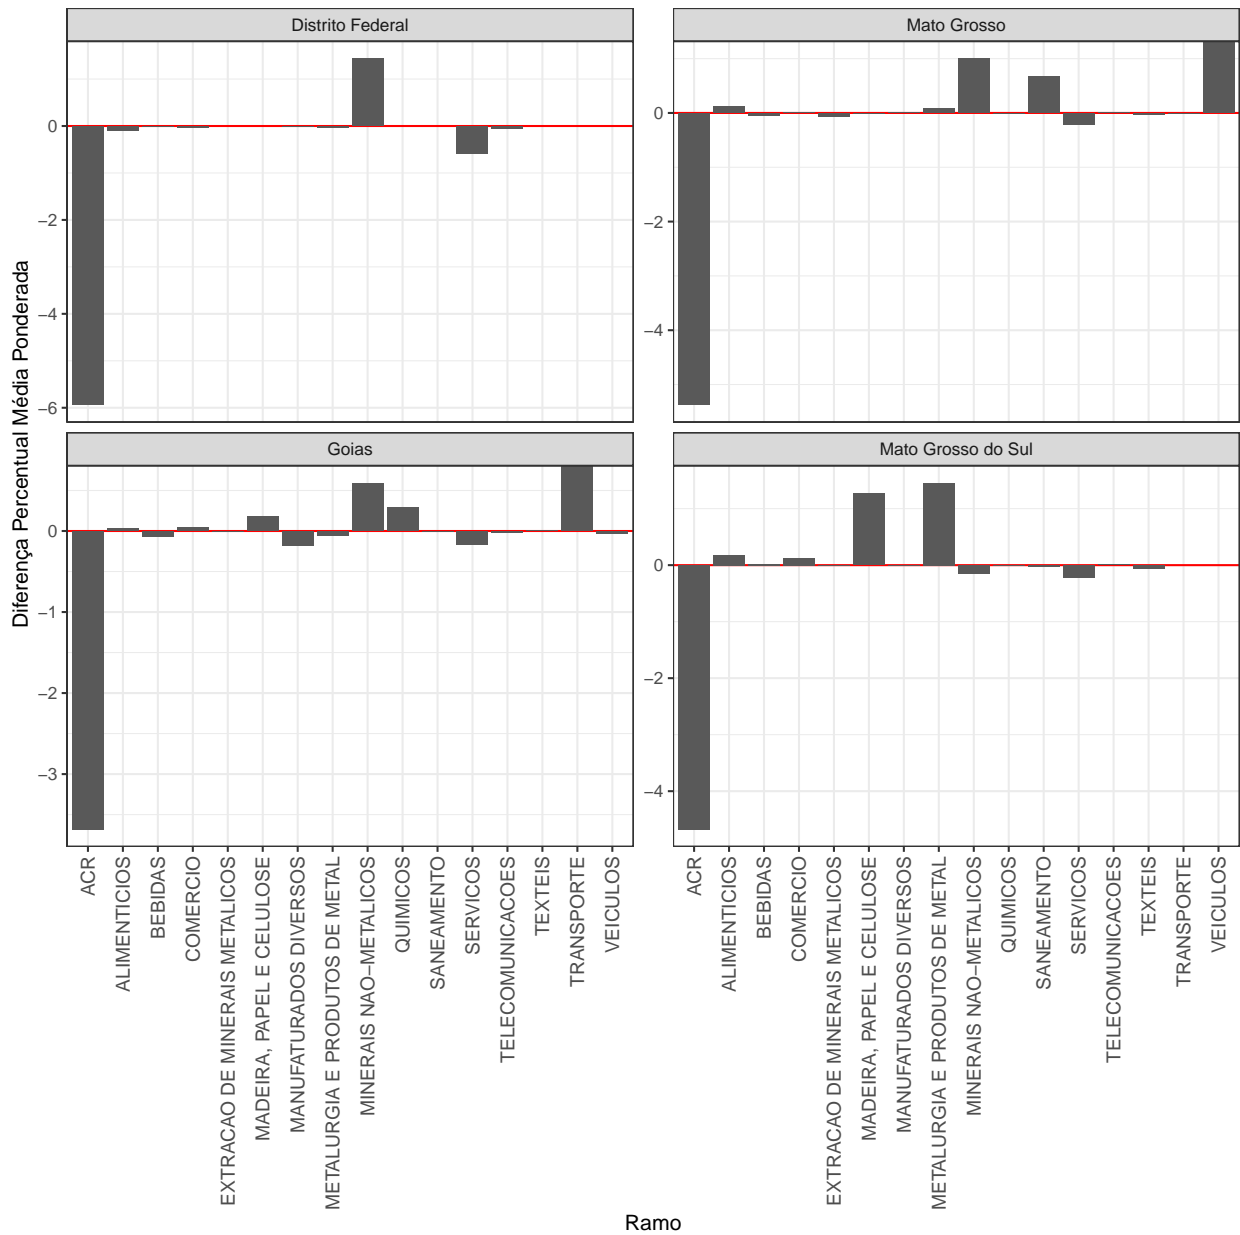 Distrito Federal
Mato Grosso
0
−2
−4
−6
0
−2
−4
Diferença Percentual Média Ponderada
Goias
Mato Grosso do Sul
0
−1
−2
−3
0
−2
−4
ACR
ALIMENTICIOS
BEBIDAS
COMERCIO
EXTRACAO DE MINERAIS METALICOS
MADEIRA, PAPEL E CELULOSE
MANUFATURADOS DIVERSOS
METALURGIA E PRODUTOS DE METAL
MINERAIS NAO−METALICOS
QUIMICOS
SANEAMENTO
SERVICOS
TELECOMUNICACOES
TEXTEIS
TRANSPORTE
VEICULOS
ACR
ALIMENTICIOS
BEBIDAS
COMERCIO
EXTRACAO DE MINERAIS METALICOS
MADEIRA, PAPEL E CELULOSE
MANUFATURADOS DIVERSOS
METALURGIA E PRODUTOS DE METAL
MINERAIS NAO−METALICOS
QUIMICOS
SANEAMENTO
SERVICOS
TELECOMUNICACOES
TEXTEIS
TRANSPORTE
VEICULOS
Ramo